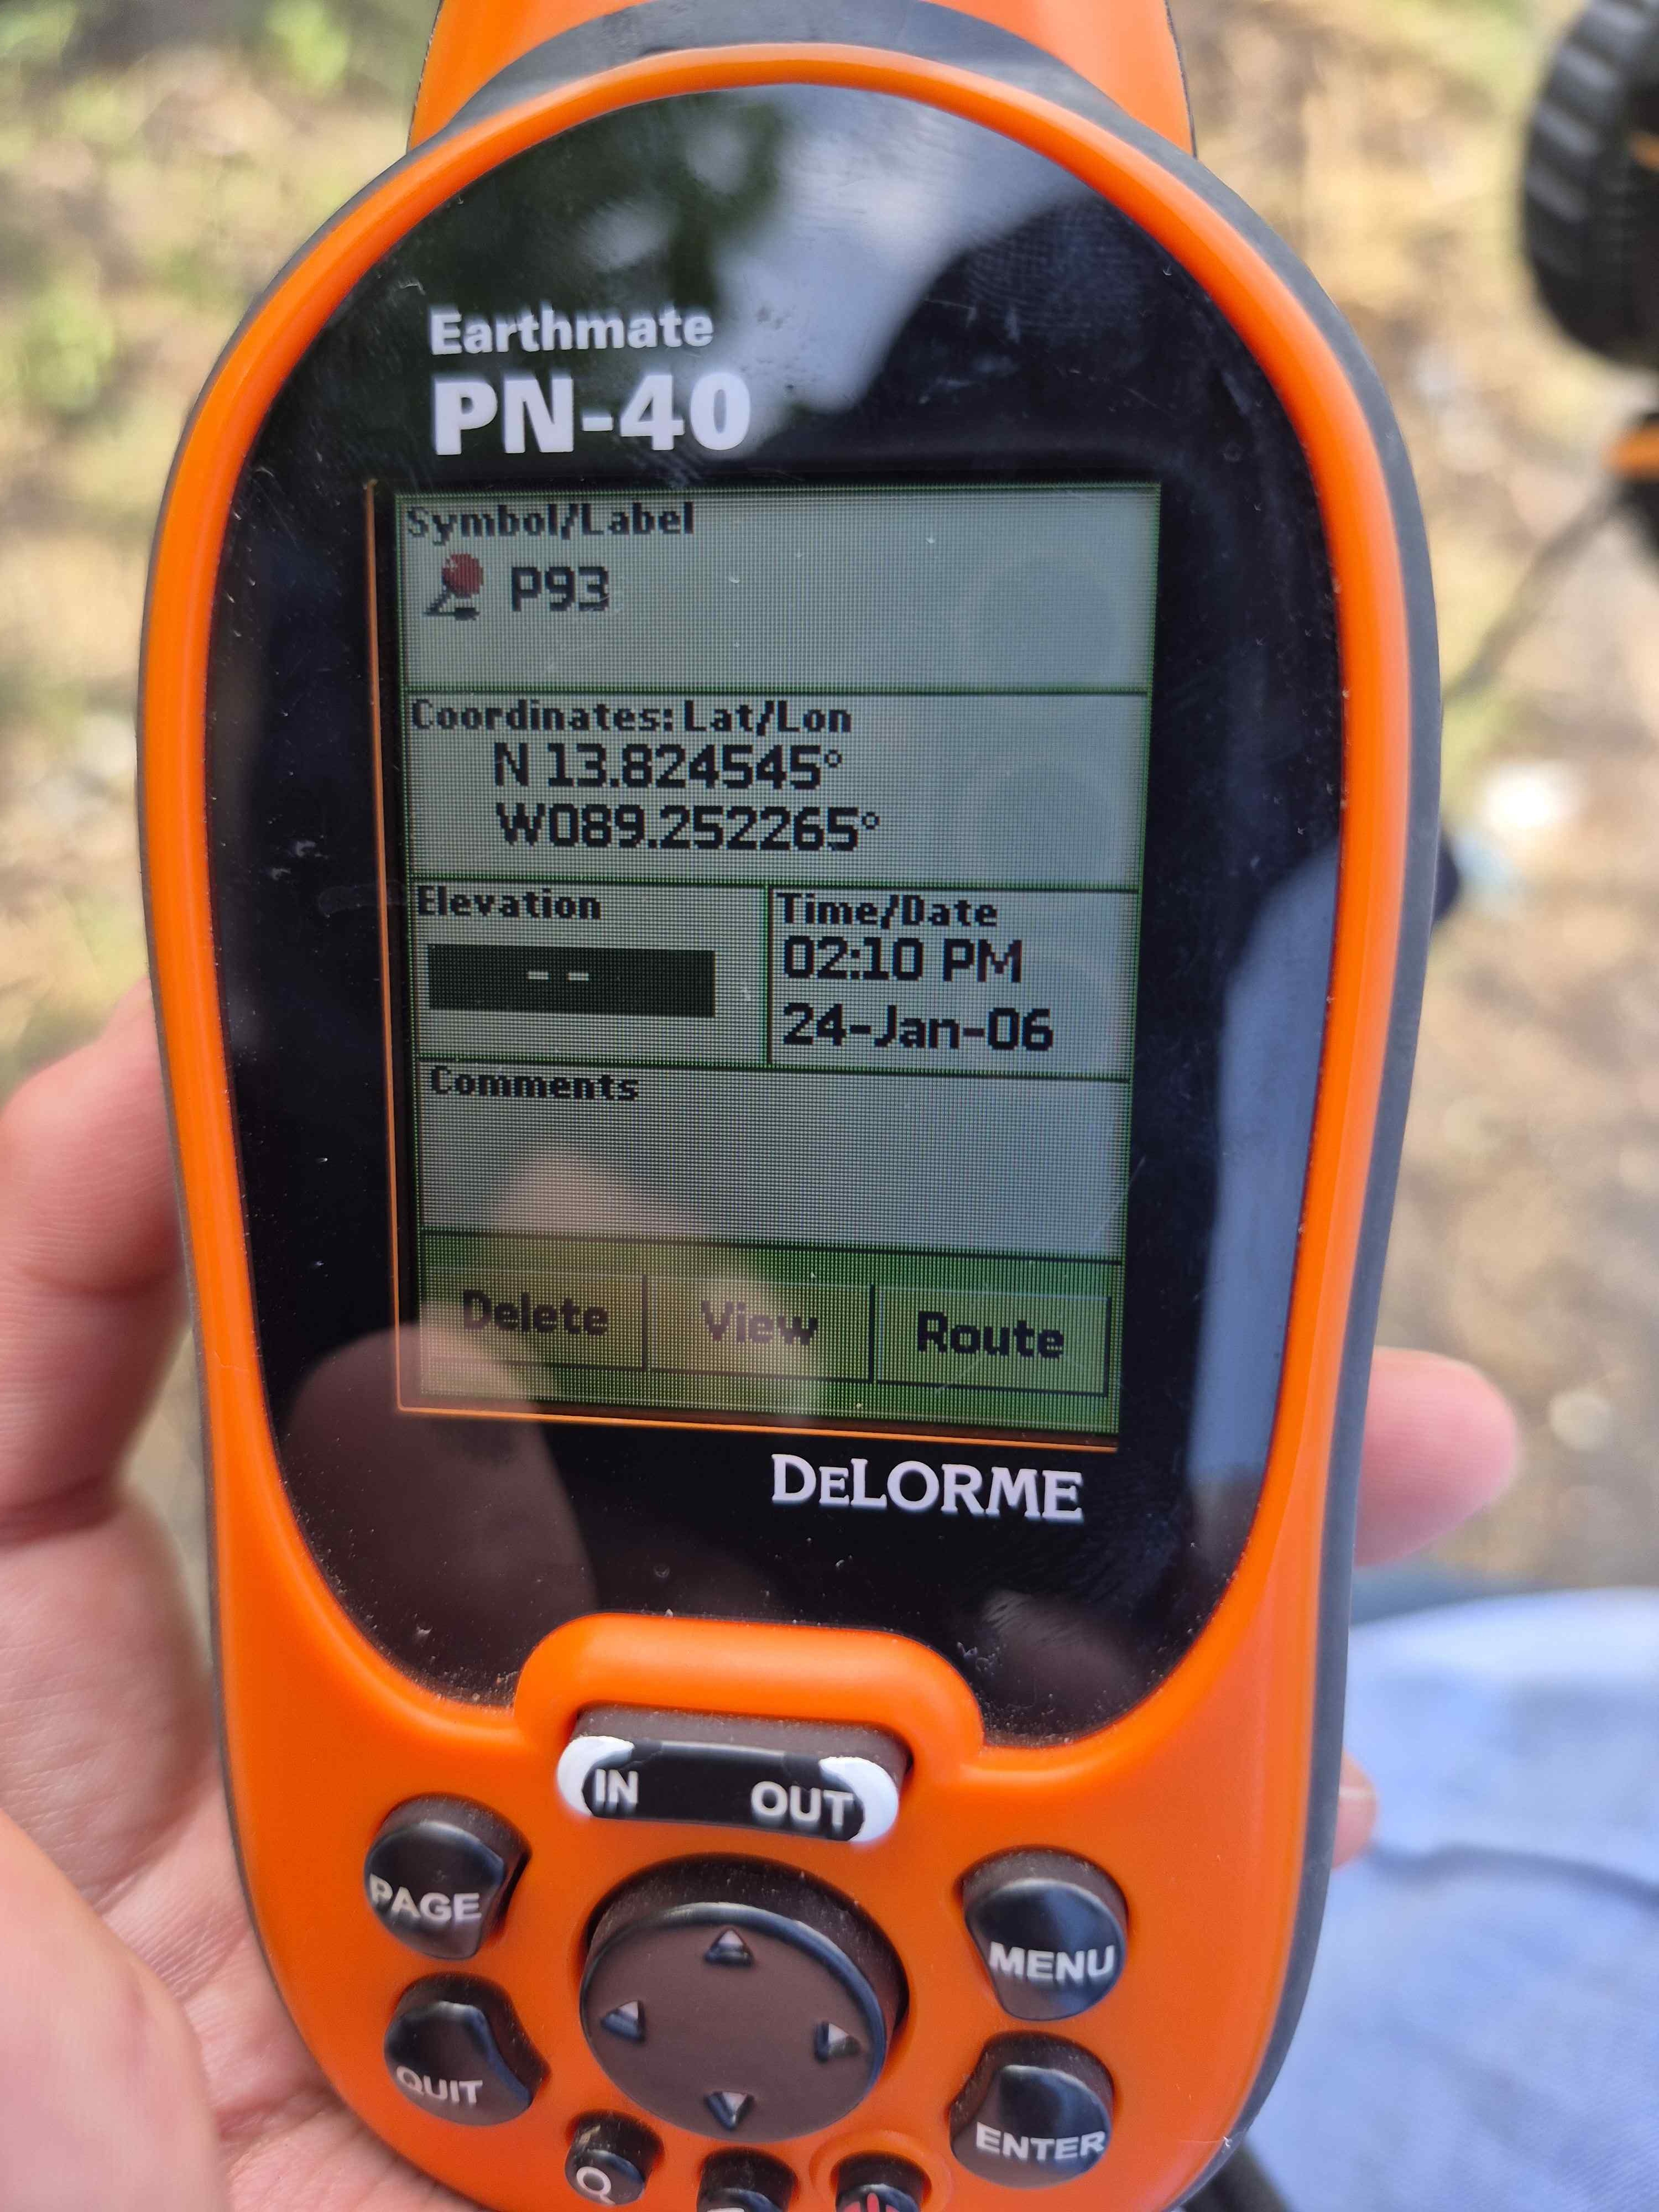 Earthmate
PN-40
Symbol/Label
P93
Coordinates: Lat/Lon
N 13.824545°
W089.252265°
Elevation
--
Time/Date
02:10 PM
24-Jan-06
Comments
Delete View Route
DELORME
IN OUT
PAGE
MENU
QUIT
ENTER
Q